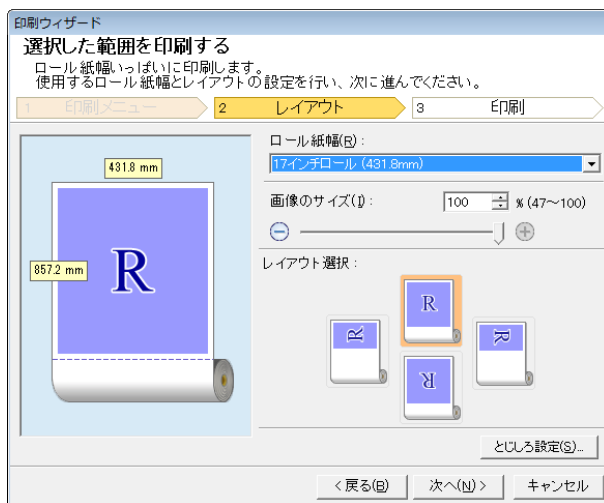 印刷ウィザード
選択した範囲を印刷する
ロール紙幅いっぱいに印刷します。
使用するロール紙幅とレイアウトの設定を行い、次に進んでください。
1 印刷メニュー 2 レイアウト 3 印刷
ロール紙幅(R):
17インチロール (431.8mm)
画像のサイズ(I): 100 % (47～100)
レイアウト選択:
431.8 mm
857.2 mm
R
R
R
R
R
とじしろ設定(S)...
< 戻る(B) 次へ(N) > キャンセル